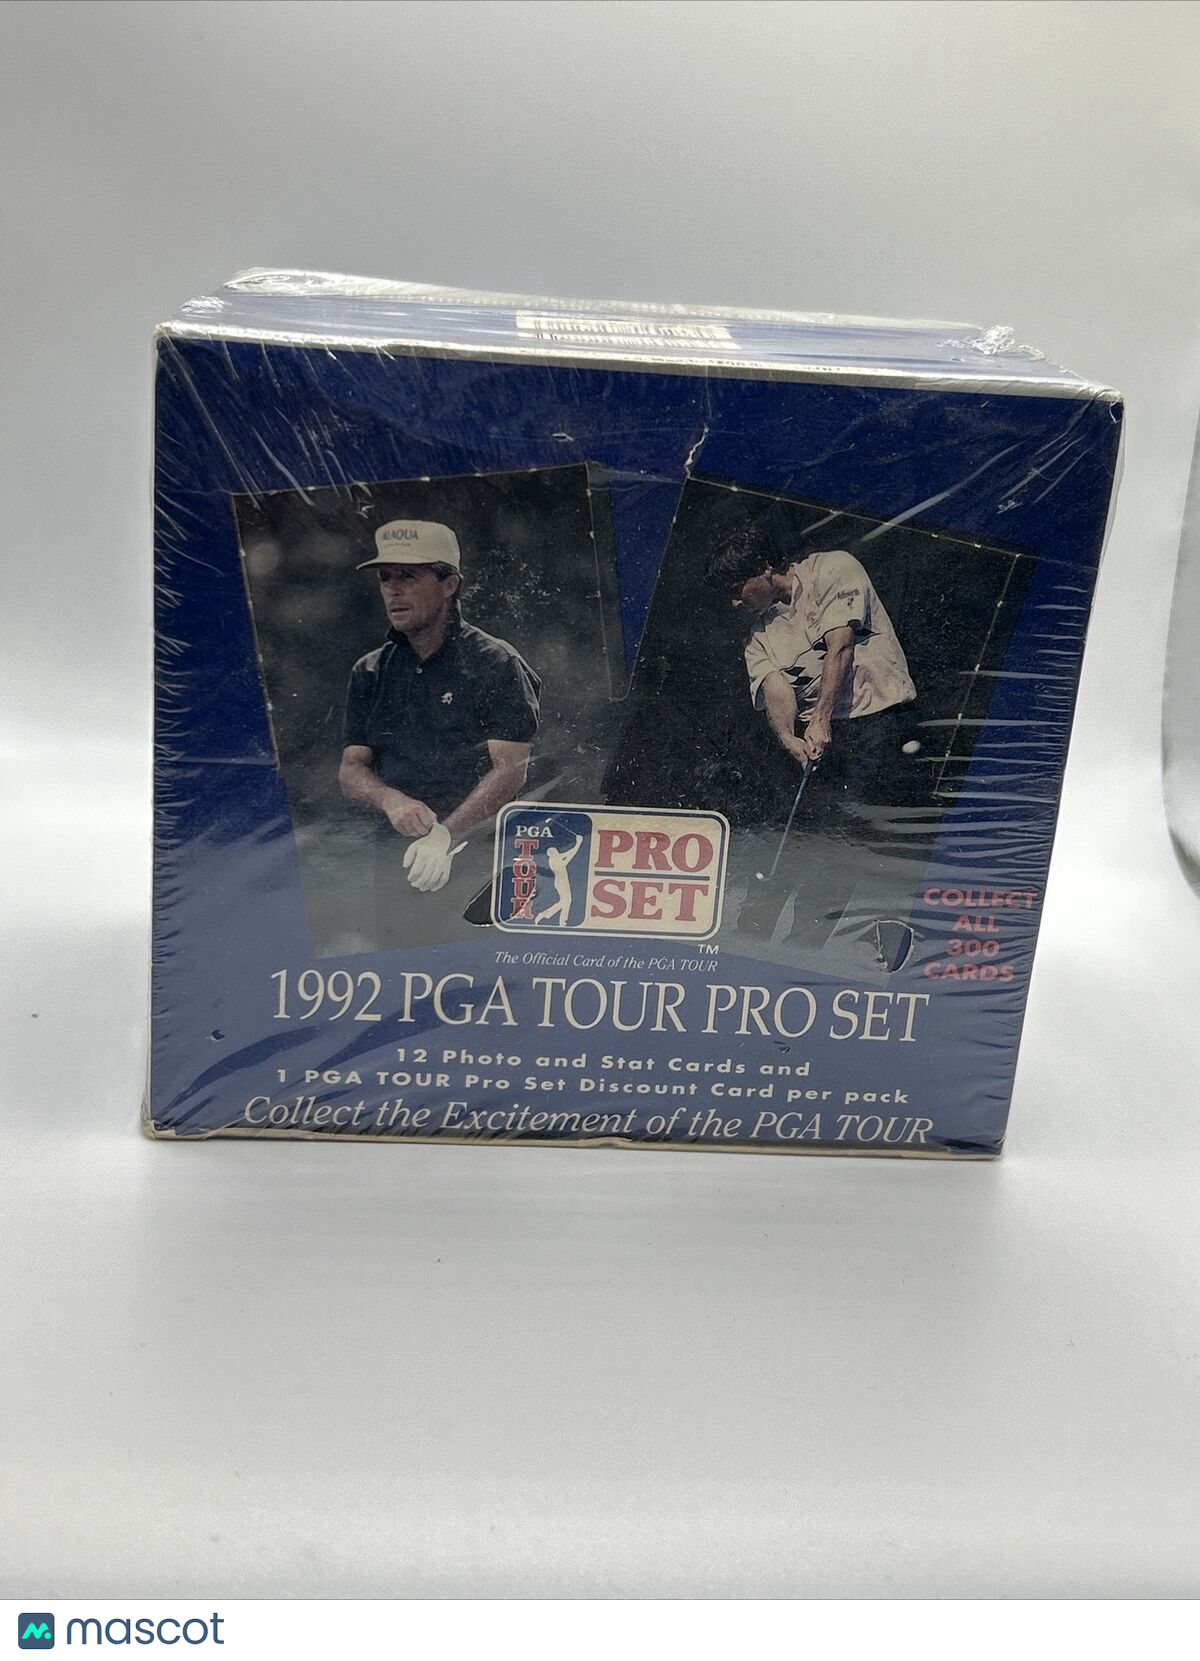 ALAQUA
PGA
TOUR
PRO
SET
TM
COLLECT
ALL
300
CARDS
The Official Card of the PGA TOUR
1992 PGA TOUR PRO SET
12 Photo and Stat Cards and
1 PGA TOUR Pro Set Discount Card per pack
Collect the Excitement of the PGA TOUR
mascot